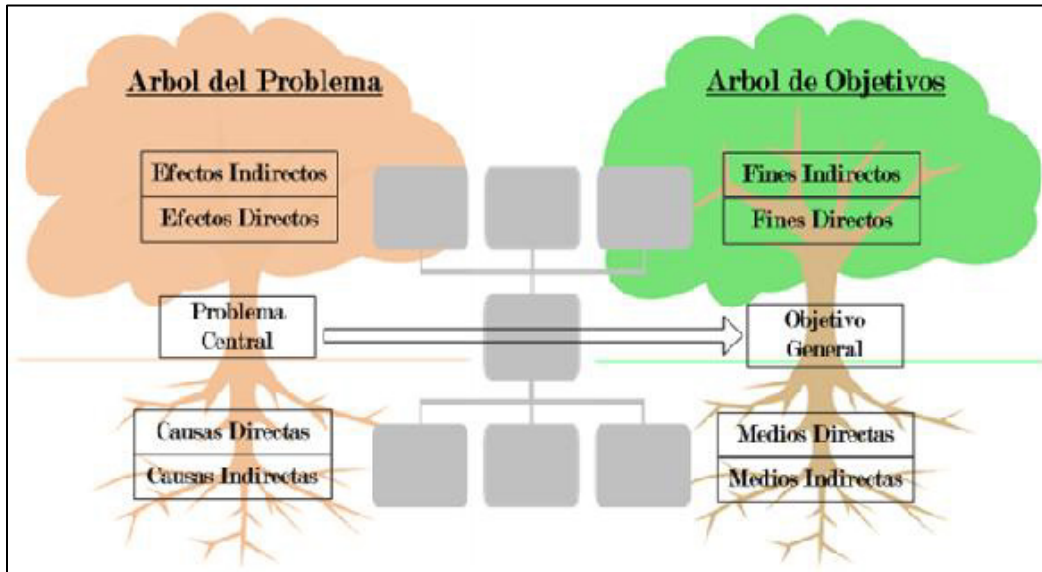 Arbol del Problema
Efectos Indirectos
Efectos Directos
Problema
Central
Causas Directas
Causas Indirectas
Arbol de Objetivos
Fines Indirectos
Fines Directos
Objetivo
General
Medios Directas
Medios Indirectas